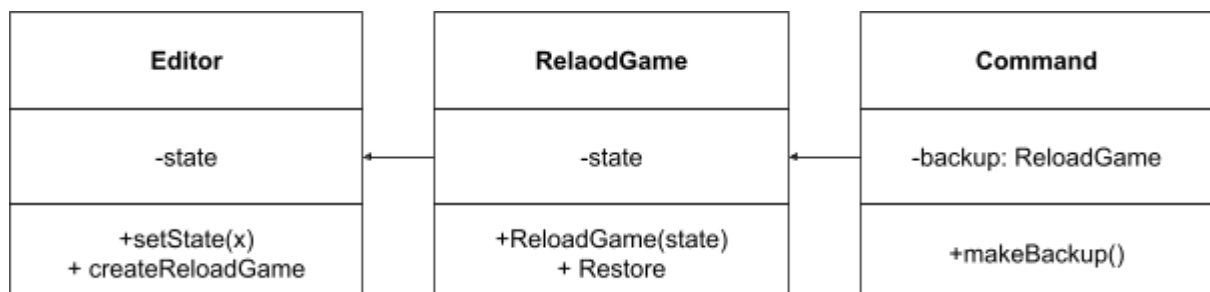 Editor
-state
+setState(x)
+ createReloadGame
RelaodGame
-state
+ReloadGame(state)
+ Restore
Command
-backup: ReloadGame
+makeBackup()